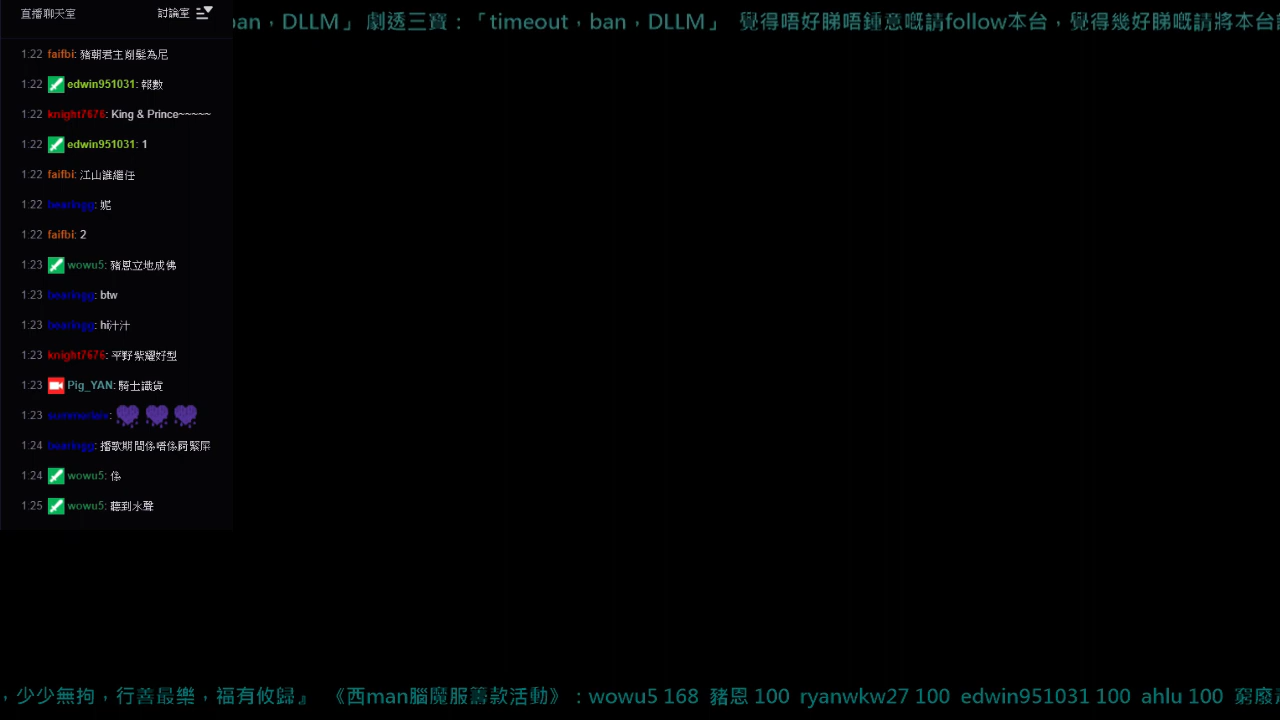 直播聊天室 討論室
ban，DLLM」 劇透三寶：「timeout，ban，DLLM」 覺得唔好睇唔鍾意嘅請follow本台，覺得幾好睇嘅請將本台
1:22 faifbi: 豬朝君主剃髮為尼
1:22 edwin951031: 報數
1:22 knight7676: King & Prince~~~~~
1:22 edwin951031: 1
1:22 faifbi: 江山誰繼任
1:22 bearingg: 妮
1:22 faifbi: 2
1:23 wowu5: 豬恩立地成佛
1:23 bearingg: btw
1:23 bearingg: hi汁汁
1:23 knight7676: 平野紫耀好型
1:23 Pig_YAN: 騎士識貨
1:23
1:24 bearingg: 播歌期間係唔係屙緊屎
1:24 wowu5: 係
1:25 wowu5: 聽到水聲
，少少無拘，行善最樂，福有攸歸』 《西man腦魔服籌款活動》：wowu5 168 豬恩 100 ryanwkw27 100 edwin951031 100 ahlu 100 窮廢